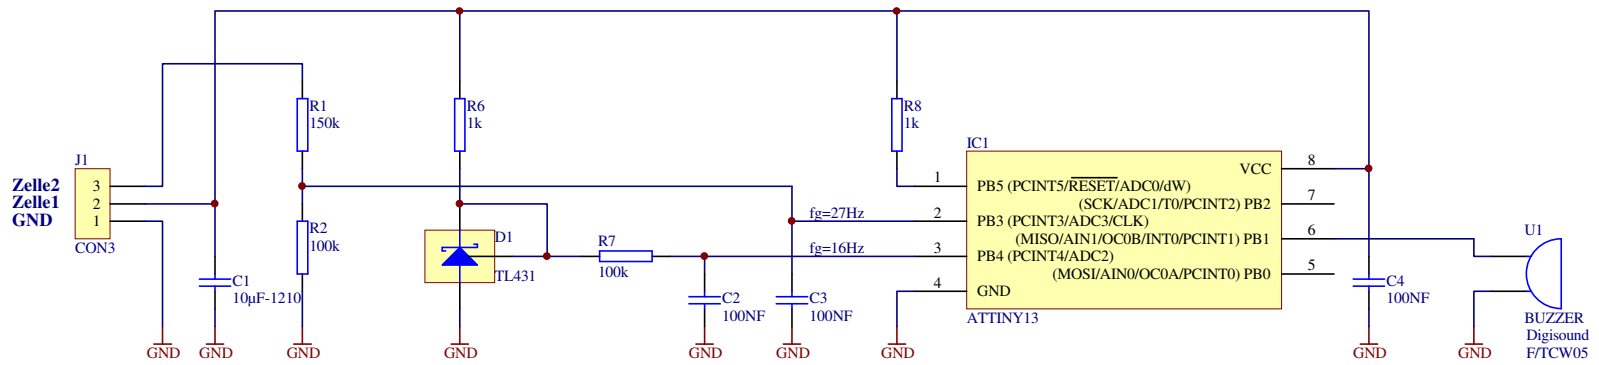 J1
Zelle2
Zelle1
GND
3
2
1
CON3
R1
150k
R2
100k
C1
10µF-1210
R6
1k
D1
TL431
R7
100k
C2
100NF
C3
100NF
fg=27Hz
fg=16Hz
R8
1k
IC1
1
PB5 (PCINT5/RESET/ADC0/dW)
2
PB3 (PCINT3/ADC3/CLK)
3
PB4 (PCINT4/ADC2)
4
GND
VCC
8
(SCK/ADC1/T0/PCINT2) PB2
7
(MISO/AIN1/OC0B/INT0/PCINT1) PB1
6
(MOSI/AIN0/OC0A/PCINT0) PB0
5
ATTINY13
C4
100NF
U1
BUZZER
Digisound
F/TCW05
GND
GND
GND
GND
GND
GND
GND
GND
GND